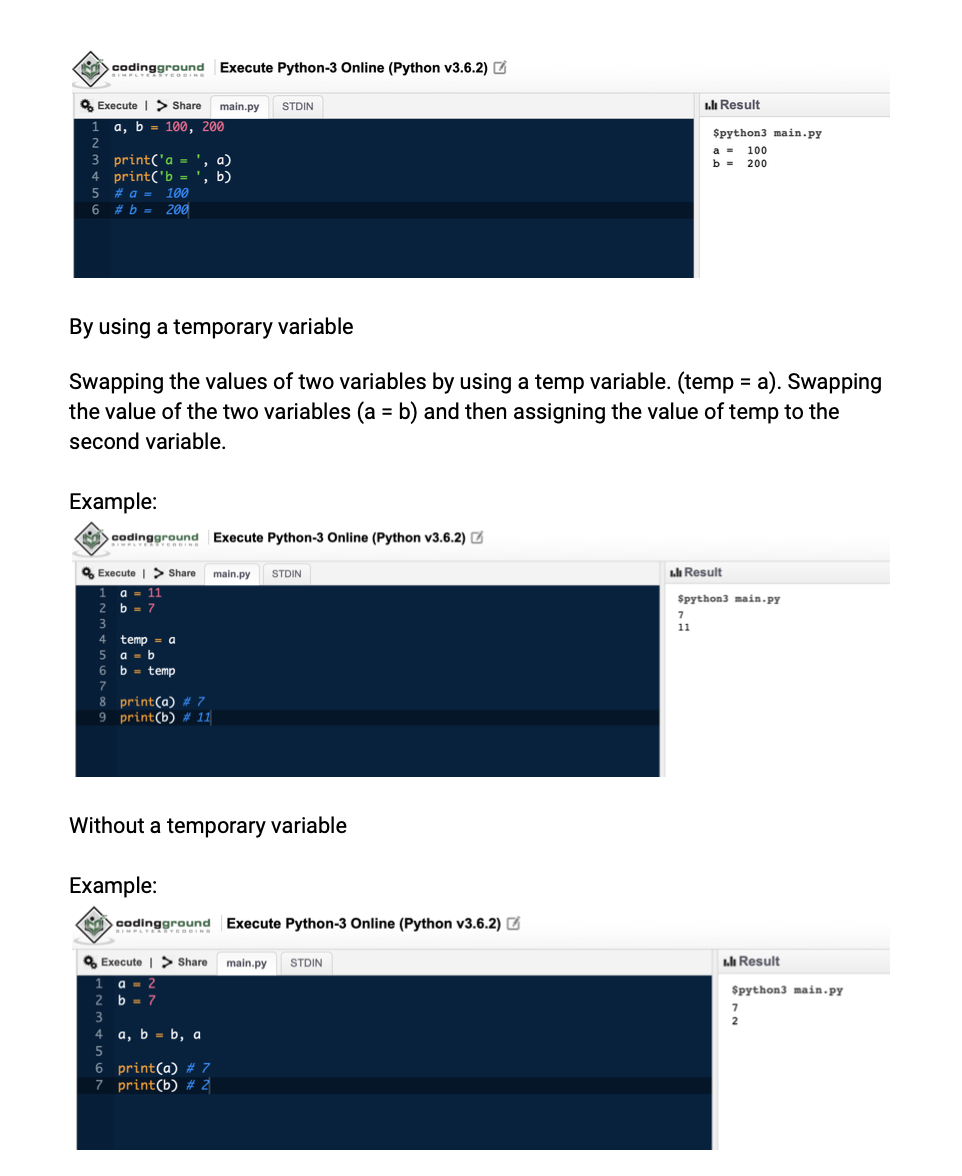 codingground Execute Python-3 Online (Python v3.6.2)
SIMPLYEASYCODING
Execute | > Share main.py STDIN
Result
1 a, b = 100, 200
2
3 print('a = ', a)
4 print('b = ', b)
5 # a =  100
6 # b =  200
$python3 main.py
a =  100
b =  200
By using a temporary variable
Swapping the values of two variables by using a temp variable. (temp = a). Swapping
the value of the two variables (a = b) and then assigning the value of temp to the
second variable.
Example:
codingground Execute Python-3 Online (Python v3.6.2)
SIMPLYEASYCODING
Execute | > Share main.py STDIN
Result
1 a = 11
2 b = 7
3
4 temp = a
5 a = b
6 b = temp
7
8 print(a) # 7
9 print(b) # 11
$python3 main.py
7
11
Without a temporary variable
Example:
codingground Execute Python-3 Online (Python v3.6.2)
SIMPLYEASYCODING
Execute | > Share main.py STDIN
Result
1 a = 2
2 b = 7
3
4 a, b = b, a
5
6 print(a) # 7
7 print(b) # 2
$python3 main.py
7
2